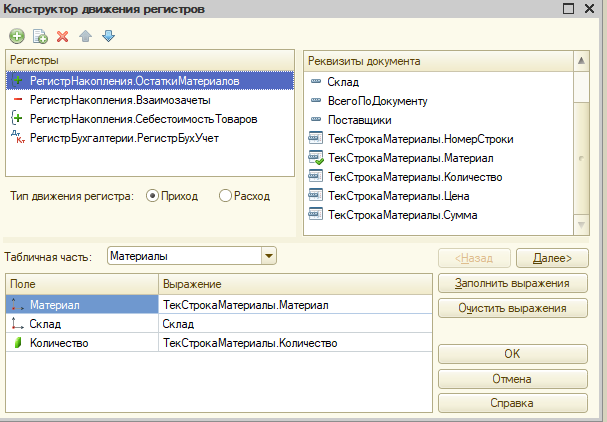 Конструктор движения регистров
Регистры
РегистрНакопления.ОстаткиМатериалов
РегистрНакопления.Взаимозачеты
РегистрНакопления.СебестоимостьТоваров
РегистрБухгалтерии.РегистрБухУчет
Тип движения регистра: Приход Расход
Реквизиты документа
Склад
ВсегоПоДокументу
Поставщики
ТекСтрокаМатериалы.НомерСтроки
ТекСтрокаМатериалы.Материал
ТекСтрокаМатериалы.Количество
ТекСтрокаМатериалы.Цена
ТекСтрокаМатериалы.Сумма
Табличная часть: Материалы
<Назад Далее>
Поле Выражение
Материал ТекСтрокаМатериалы.Материал
Склад Склад
Количество ТекСтрокаМатериалы.Количество
Заполнить выражения
Очистить выражения
ОК
Отмена
Справка